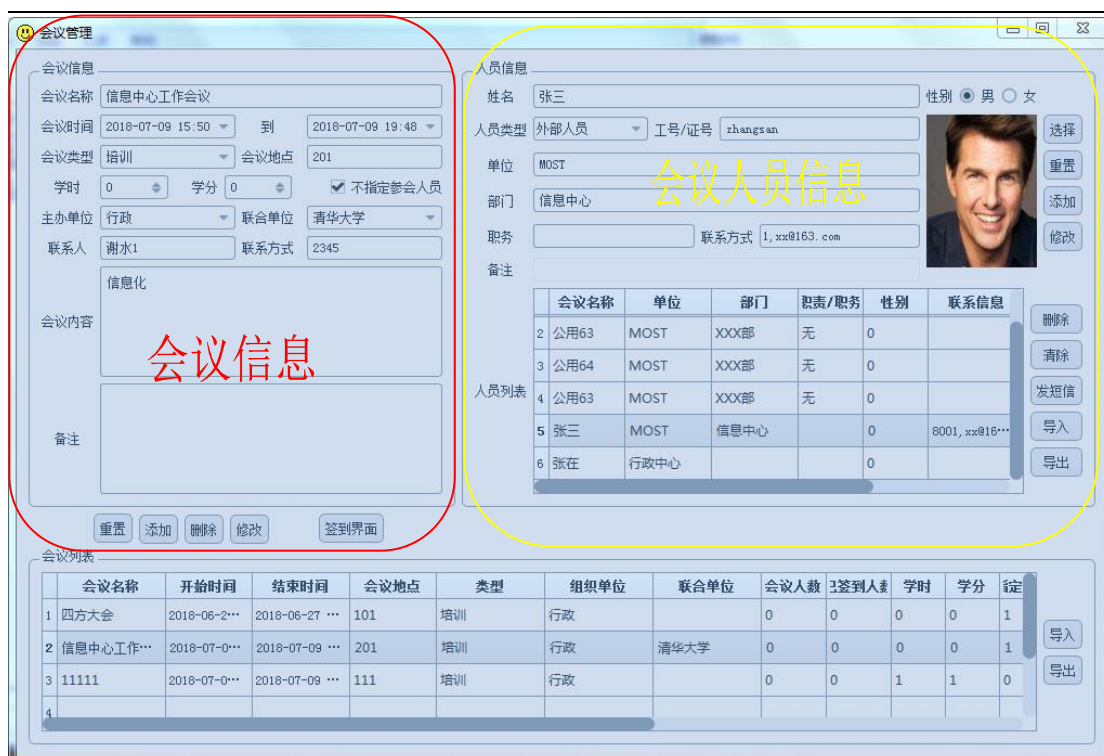 会议管理
会议信息
会议名称 信息中心工作会议
会议时间 2018-07-09 15:50 到 2018-07-09 19:48
会议类型 培训 会议地点 201
学时 0 学分 0 不指定参会人员
主办单位 行政 联合单位 清华大学
联系人 谢水1 联系方式 2345
会议内容 信息化
会议信息
备注
重置 添加 删除 修改 签到界面
人员信息
姓名 张三 性别 男 女
人员类型 外部人员 工号/证号 zhangsan 选择
单位 MOST 重置
会议人员信息
部门 信息中心 添加
职务 联系方式 1,xx@163.com 修改
备注
人员列表
会议名称 单位 部门 职责/职务 性别 联系信息
2 公用63 MOST XXX部 无 0
3 公用64 MOST XXX部 无 0
4 公用63 MOST XXX部 无 0
5 张三 MOST 信息中心 0 8001,xx@16…
6 张在 行政中心 0
删除
清除
发短信
导入
导出
会议列表
会议名称 开始时间 结束时间 会议地点 类型 组织单位 联合单位 会议人数 签到人数 学时 学分 定
1 四方大会 2018-06-2… 2018-06-27 … 101 培训 行政 0 0 0 0 1
2 信息中心工作… 2018-07-0… 2018-07-09 … 201 培训 行政 清华大学 0 0 0 0 1
3 11111 2018-07-0… 2018-07-09 … 111 培训 行政 0 0 1 1 0
4
导入
导出